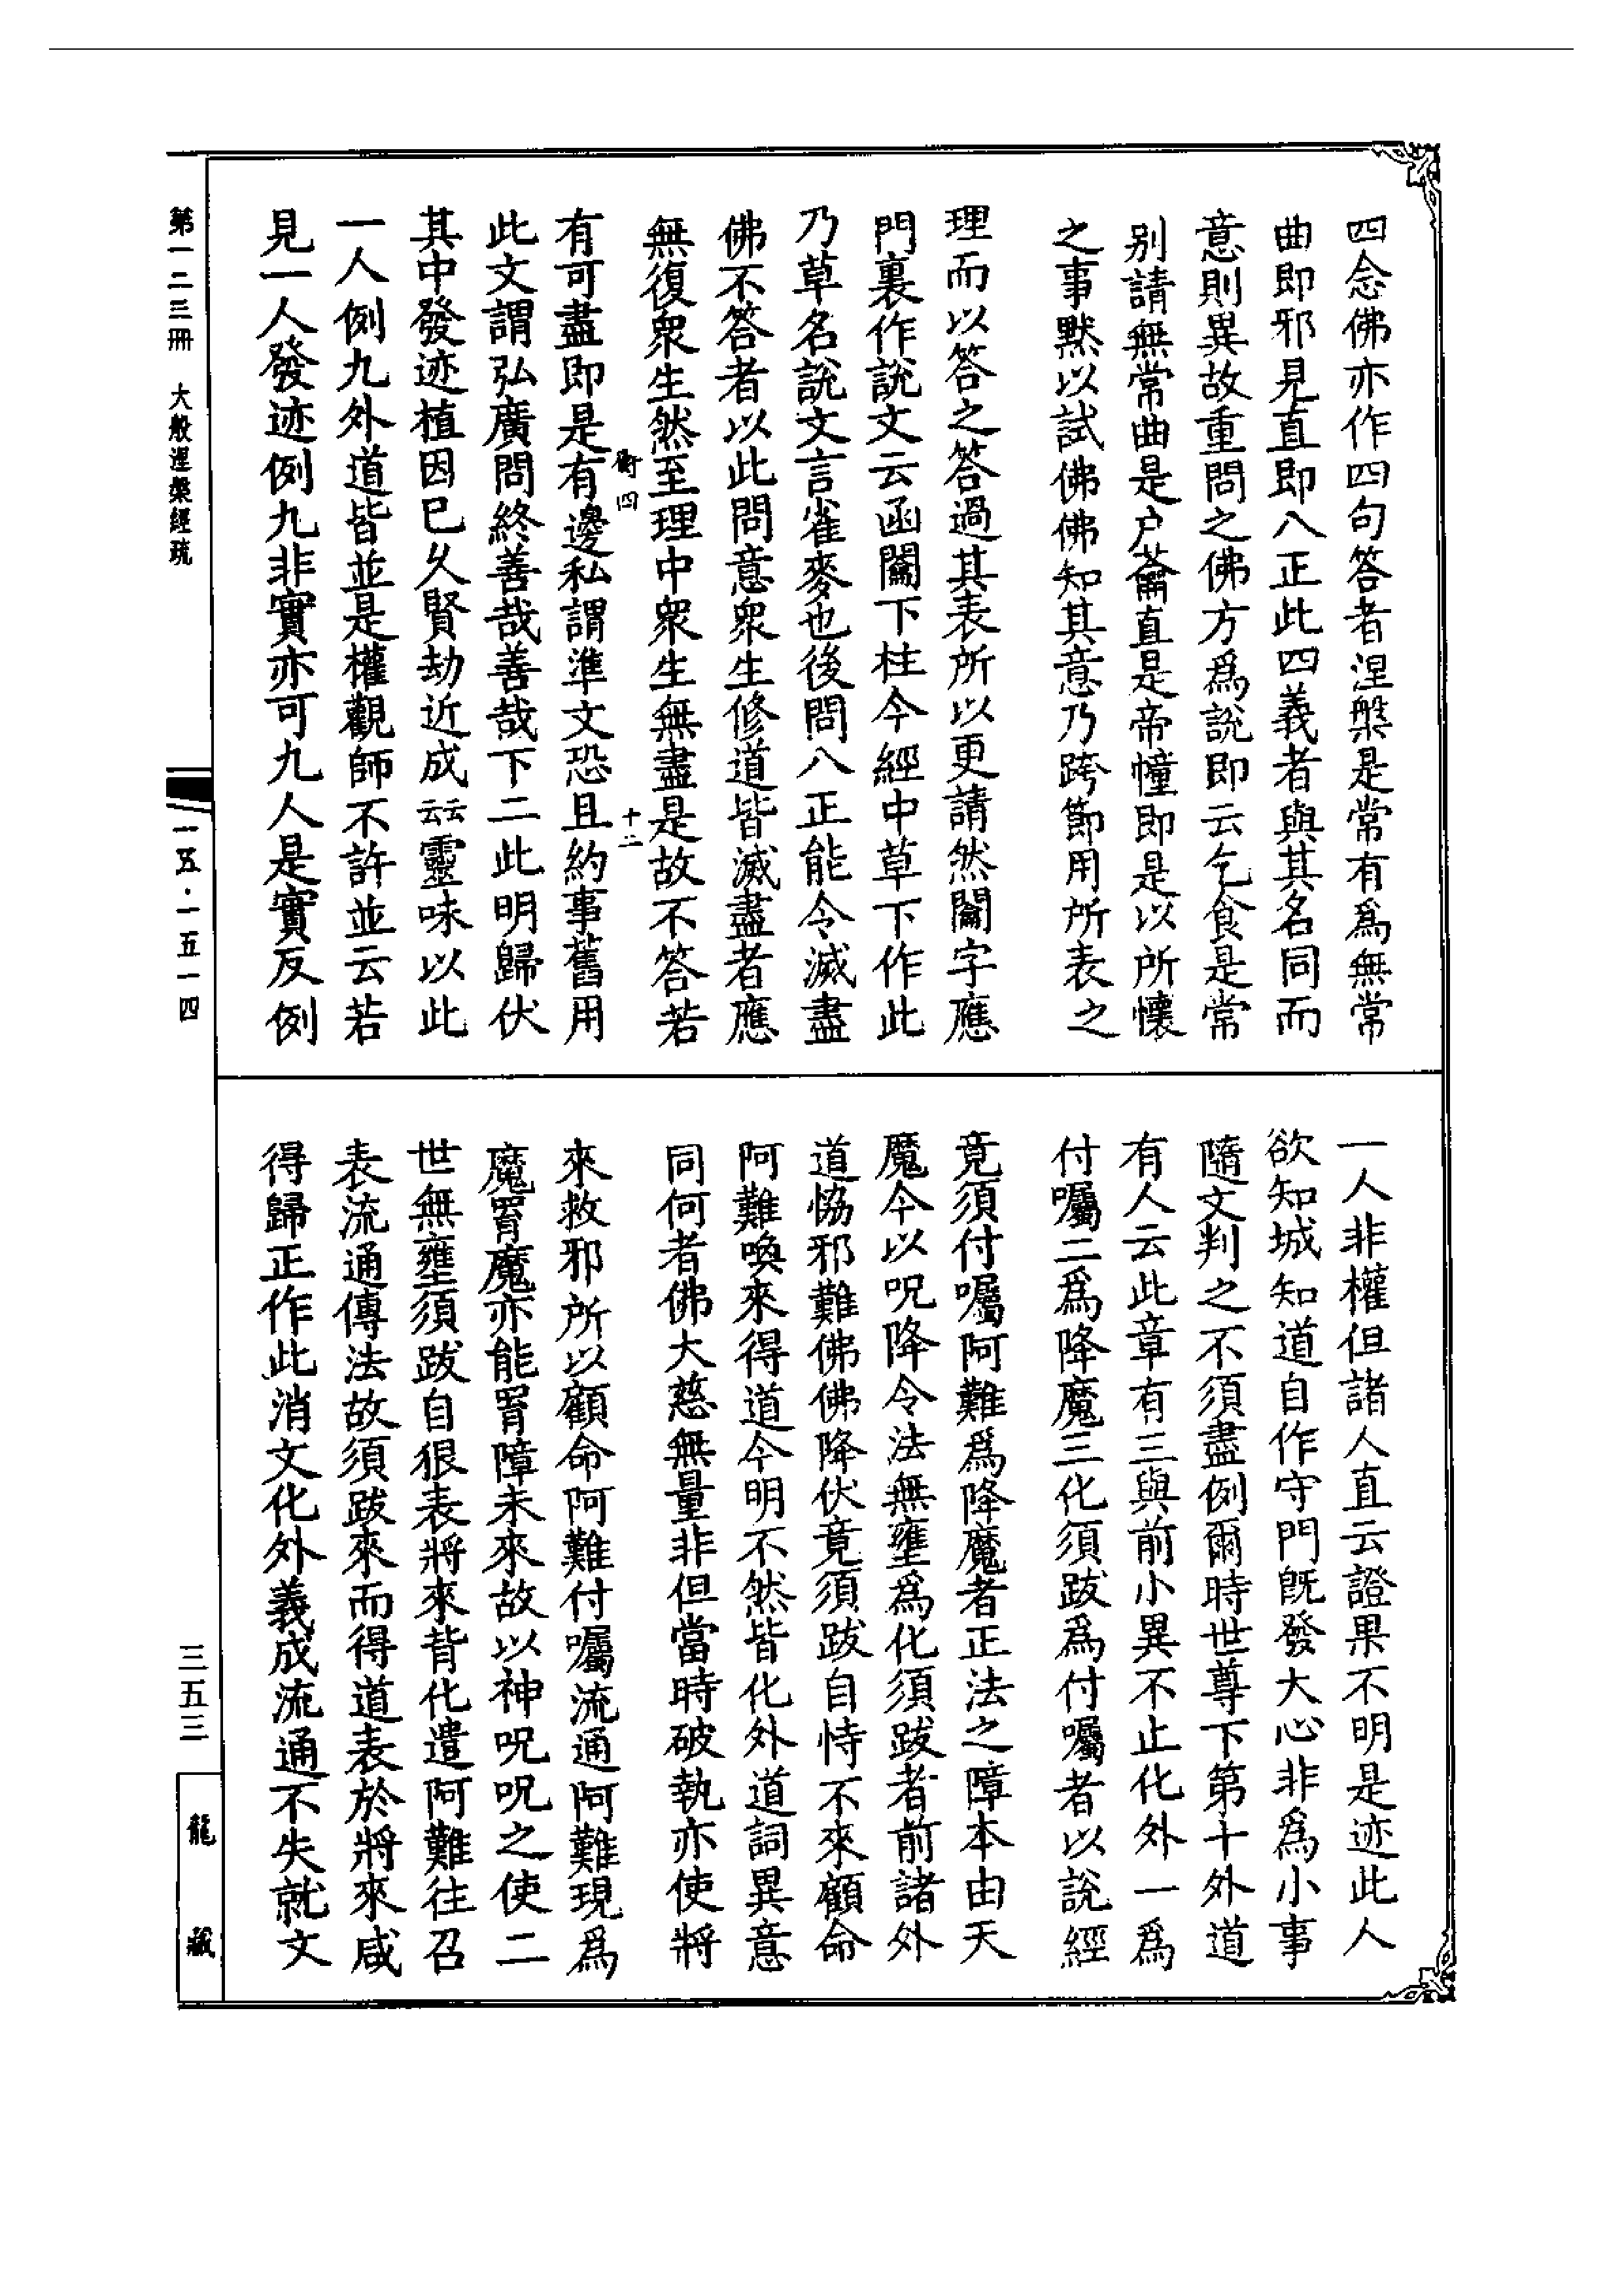 四念佛亦作四句答者涅槃是常有爲無常
曲即邪見直即八正此四義者與其名同而
意則異故重問之佛方爲說即云乞食是常
别請無常曲是户蘥直是帝幢即是以所懷
之事默以試佛佛知其意乃跨節用所表之
理而以答之答過其表所以更請然闔字應
門裏作說文云函闔下柱今經中草下作此
乃草名說文言雀麥也後問八正能令滅盡
佛不答者以此問意衆生修道皆滅盡者應
無復衆生然至理中衆生無盡是故不答若
衡四 十二
有可盡即是有邊私謂準文恐且約事舊用
此文謂弘廣問終善哉善哉下二此明歸伏
其中發迹植因已久賢劫近成云云靈味以此
一人例九外道皆並是權觀師不許並云若
見一人發迹例九非實亦可九人是實反例
一人非權但諸人直云證果不明是迹此人
欲知城知道自作守門旣發大心非爲小事
隨文判之不須盡例爾時世尊下第十外道
有人云此章有三與前小異不止化外一爲
付囑二爲降魔三化須跋爲付囑者以說經
竟須付囑阿難爲降魔者正法之障本由天
魔今以呪降令法無壅爲化須跋者前諸外
道恊邪難佛佛降伏竟須跋自恃不來顧命
阿難喚來得道今明不然皆化外道詞異意
同何者佛大慈無量非但當時破執亦使將
來救邪所以顧命阿難付囑流通阿難現爲
魔罥魔亦能罥障未來故以神呪呪之使二
世無壅須跋自很表將來背化遣阿難往召
表流通傳法故須跋來而得道表於將來咸
得歸正作此消文化外義成流通不失就文
第一二三冊 大般涅槃經疏
一五·一五一四
三五三
龍藏